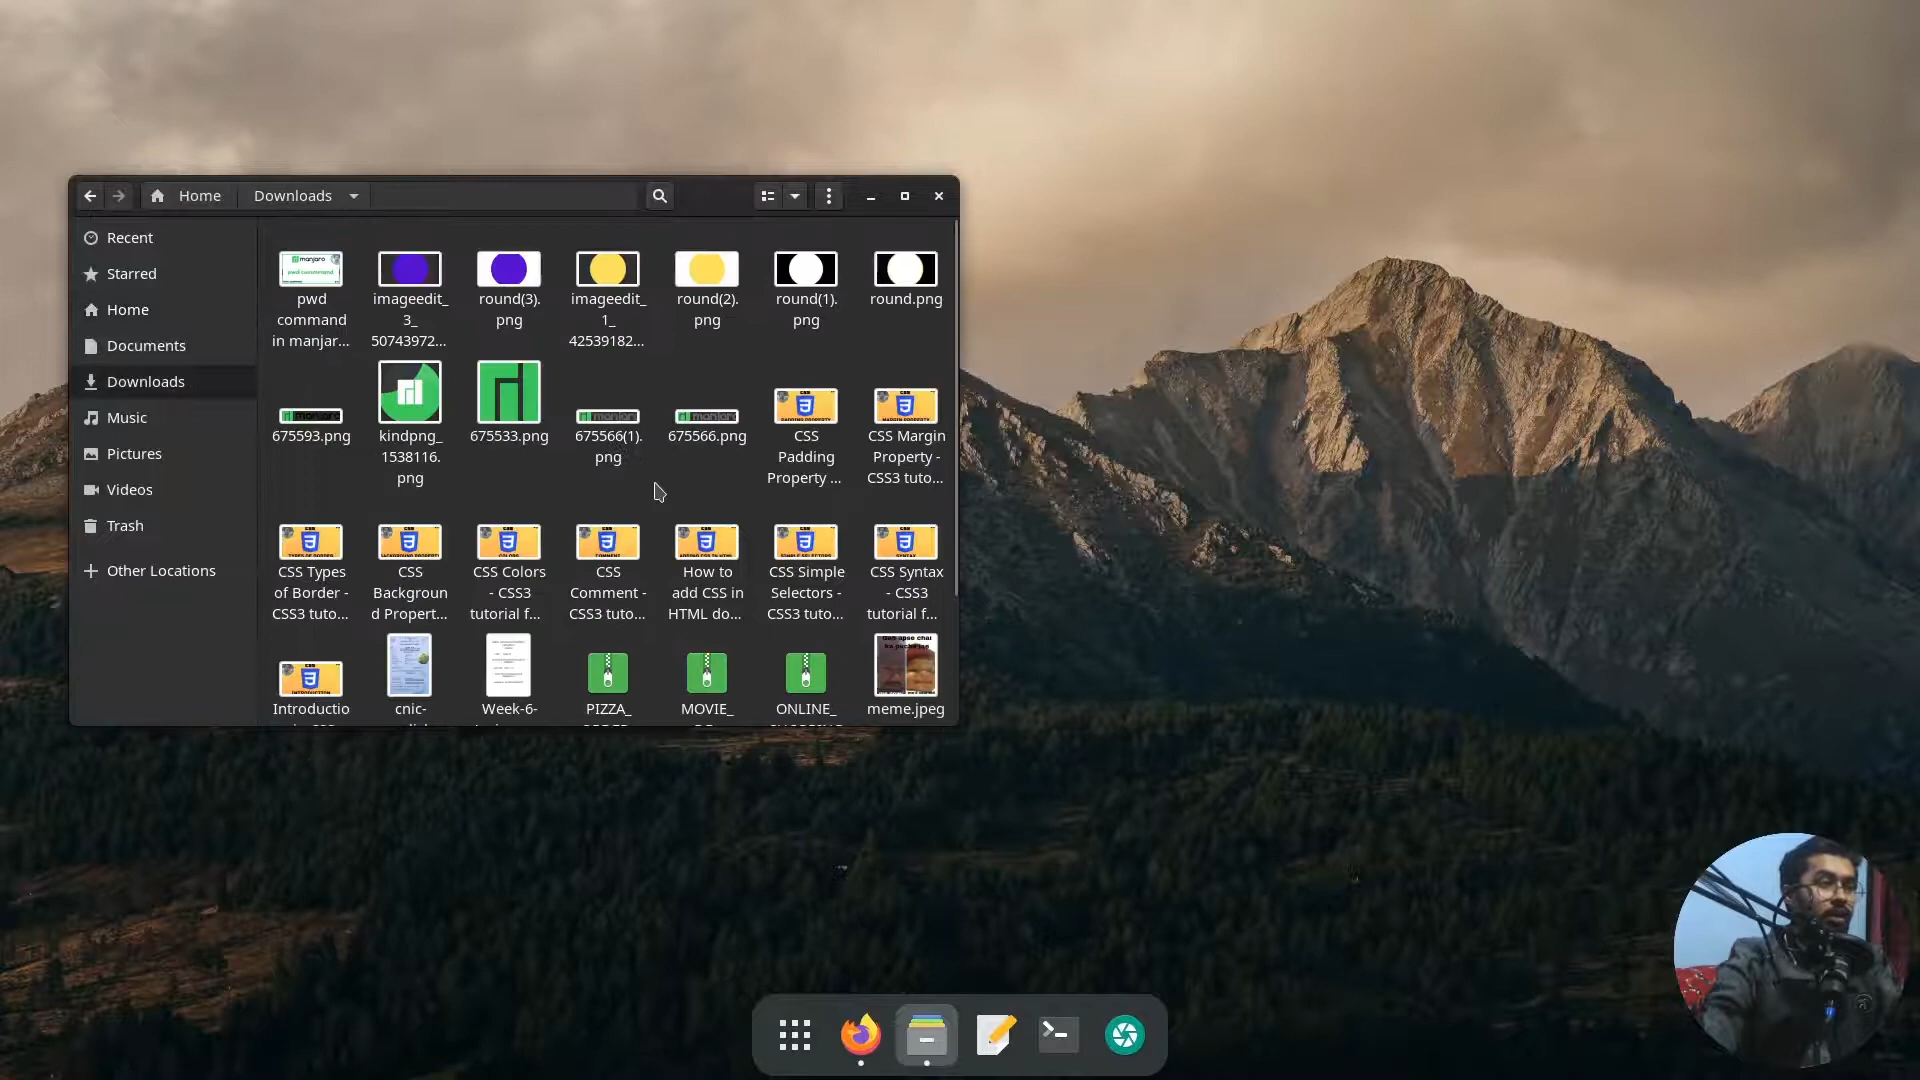 Home
Downloads
Recent
Starred
Home
Documents
Downloads
Music
Pictures
Videos
Trash
Other Locations
pwd
command
in manjar...
imageedit_
3_
50743972...
round(3).
png
imageedit_
1_
42539182...
round(2).
png
round(1).
png
round.png
675593.png
kindpng_
1538116.
png
675533.png
675566(1).
png
675566.png
CSS
Padding
Property ...
CSS Margin
Property -
CSS3 tuto...
CSS Types
of Border -
CSS3 tuto...
CSS
Backgroun
d Propert...
CSS Colors
- CSS3
tutorial f...
CSS
Comment -
CSS3 tuto...
How to
add CSS in
HTML do...
CSS Simple
Selectors -
CSS3 tuto...
CSS Syntax
- CSS3
tutorial f...
Introductio
cnic-
Week-6-
PIZZA_
MOVIE_
ONLINE_
meme.jpeg